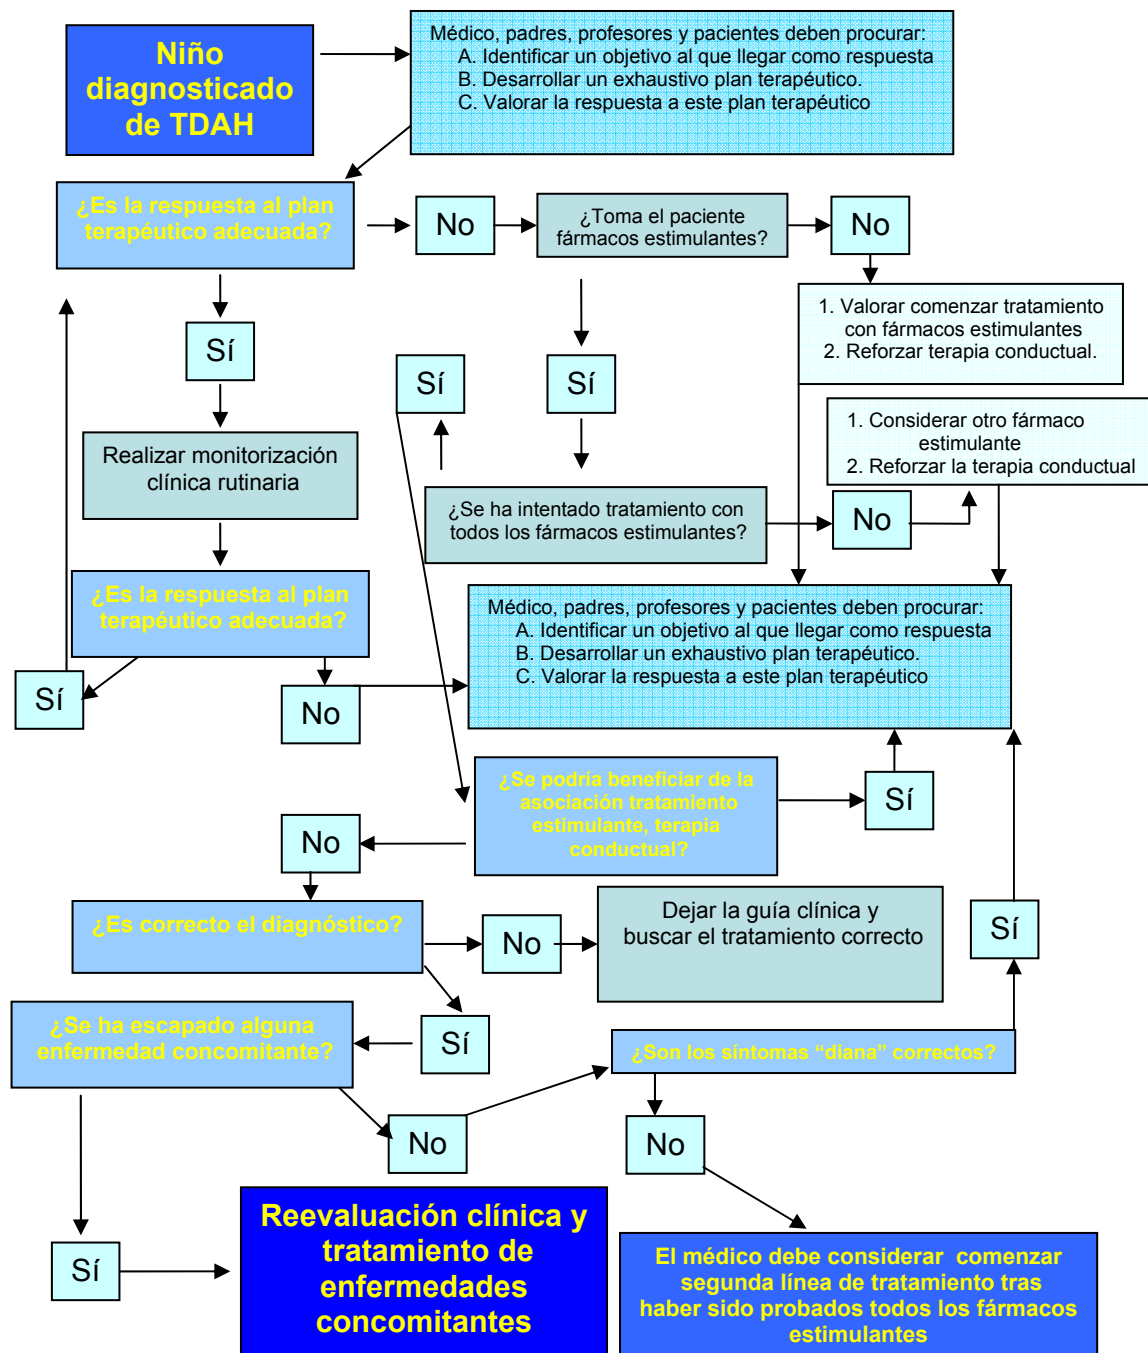 Niño
diagnosticado
de TDAH
Médico, padres, profesores y pacientes deben procurar:
A. Identificar un objetivo al que llegar como respuesta
B. Desarrollar un exhaustivo plan terapéutico.
C. Valorar la respuesta a este plan terapéutico
¿Es la respuesta al plan
terapéutico adecuada?
No
¿Toma el paciente
fármacos estimulantes?
No
1. Valorar comenzar tratamiento
con fármacos estimulantes
2. Reforzar terapia conductual.
Sí
Sí
Sí
1. Considerar otro fármaco
estimulante
2. Reforzar la terapia conductual
Realizar monitorización
clínica rutinaria
¿Se ha intentado tratamiento con
todos los fármacos estimulantes?
No
¿Es la respuesta al plan
terapéutico adecuada?
Médico, padres, profesores y pacientes deben procurar:
A. Identificar un objetivo al que llegar como respuesta
B. Desarrollar un exhaustivo plan terapéutico.
C. Valorar la respuesta a este plan terapéutico
Sí
No
¿Se podría beneficiar de la
asociación tratamiento
estimulante, terapia
conductual?
Sí
No
¿Es correcto el diagnóstico?
No
Dejar la guía clínica y
buscar el tratamiento correcto
Sí
¿Se ha escapado alguna
enfermedad concomitante?
Sí
¿Son los síntomas “diana” correctos?
No
No
Sí
Reevaluación clínica y
tratamiento de
enfermedades
concomitantes
El médico debe considerar comenzar
segunda línea de tratamiento tras
haber sido probados todos los fármacos
estimulantes